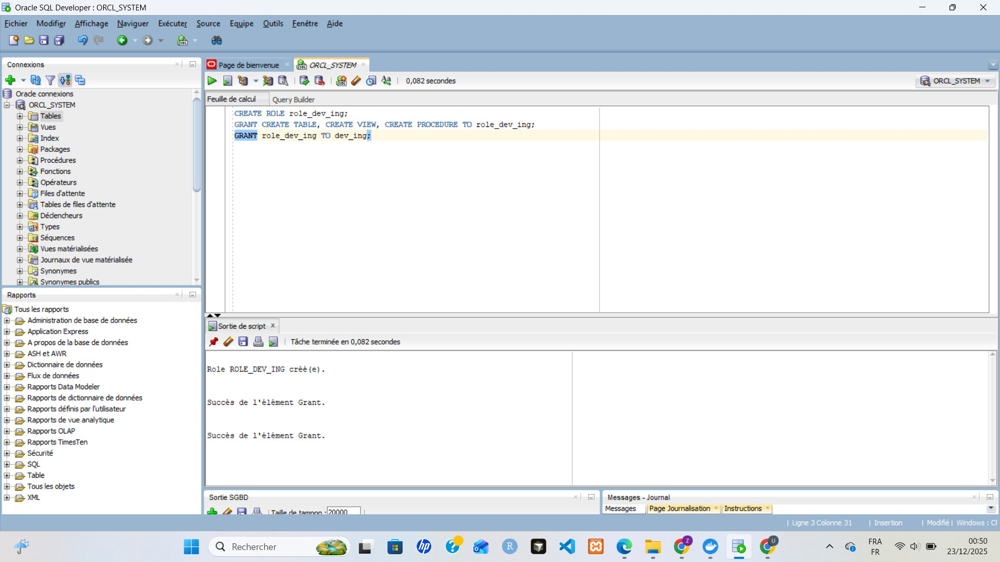 Oracle SQL Developer : ORCL_SYSTEM
Fichier Modifier Affichage Naviguer Exécuter Source Equipe Outils Fenêtre Aide
Connexions
Oracle connexions
ORCL_SYSTEM
Tables
Vues
Index
Packages
Procédures
Fonctions
Opérateurs
Files d'attente
Tables de files d'attente
Déclencheurs
Types
Séquences
Vues matérialisées
Journaux de vue matérialisée
Synonymes
Synonymes publics
Rapports
Tous les rapports
Administration de base de données
Application Express
A propos de la base de données
ASH et AWR
Dictionnaire de données
Flux de données
Rapports Data Modeler
Rapports de dictionnaire de données
Rapports définis par l'utilisateur
Rapports de vue analytique
Rapports OLAP
Rapports TimesTen
Sécurité
SQL
Table
Tous les objets
XML
Page de bienvenue ORCL_SYSTEM
0,082 secondes
ORCL_SYSTEM
Feuille de calcul Query Builder
CREATE ROLE role_dev_ing;
GRANT CREATE TABLE, CREATE VIEW, CREATE PROCEDURE TO role_dev_ing;
GRANT role_dev_ing TO dev_ing;
Sortie de script
Tâche terminée en 0,082 secondes
Role ROLE_DEV_ING créé(e).
Succès de l'élément Grant.
Succès de l'élément Grant.
Sortie SGBD
Taille de tampon : 20000
Messages - Journal
Messages Page Journalisation Instructions
Ligne 3 Colonne 31 | Insertion | Modifié | Windows : CF
Rechercher
FRA
FR
00:50
23/12/2025